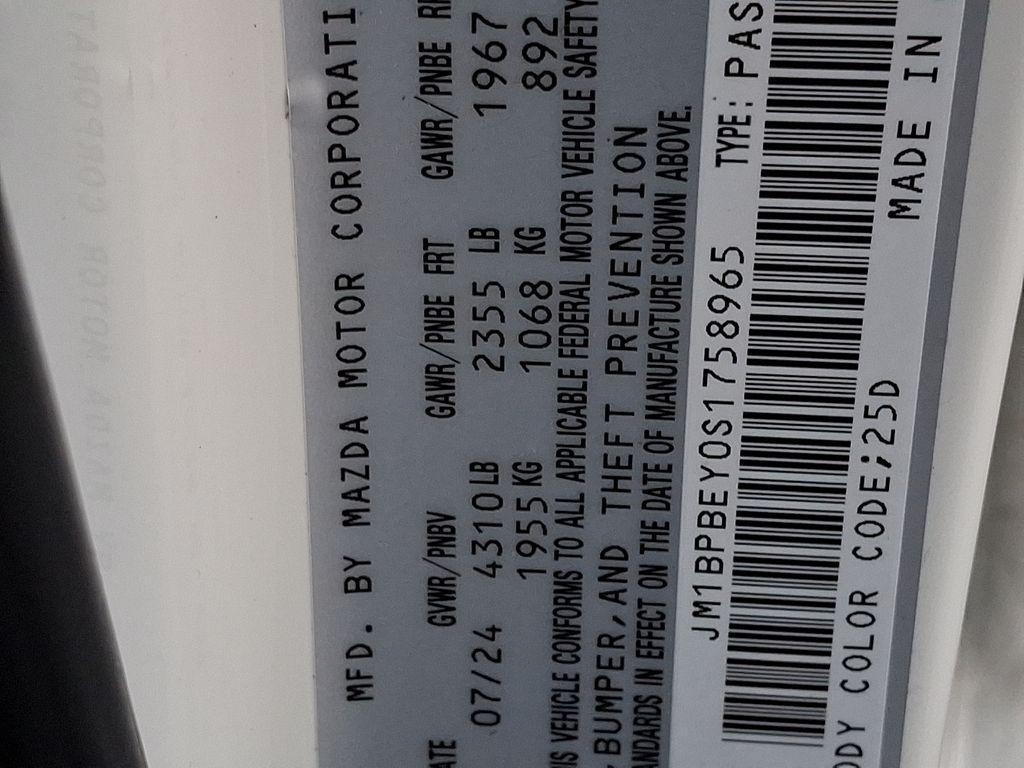 MFD. BY MAZDA MOTOR CORPORATI
ATE GVWR/PNBV GAWR/PNBE FRT GAWR/PNBE R
07/24 4310LB 2355 LB 1967
1955KG 1068 KG 892
IS VEHICLE CONFORMS TO ALL APPLICABLE FEDERAL MOTOR VEHICLE SAFETY
, BUMPER, AND THEFT PREVENTION
ANDARDS IN EFFECT ON THE DATE OF MANUFACTURE SHOWN ABOVE.
JM1BPBEY0S1758965 TYPE: PAS
ODY COLOR CODE;25D MADE IN